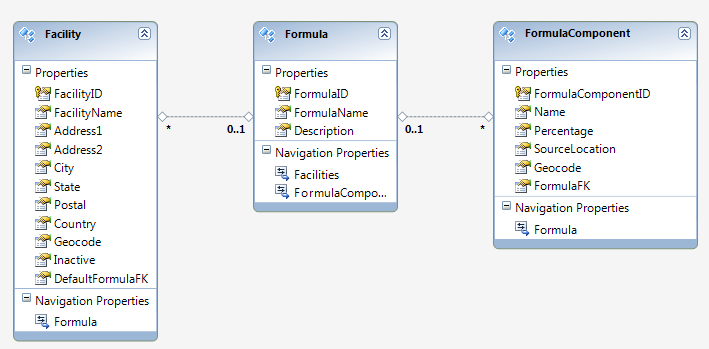 Facility
Properties
FacilityID
FacilityName
Address1
Address2
City
State
Postal
Country
Geocode
Inactive
DefaultFormulaFK
Navigation Properties
Formula
* 0..1
Formula
Properties
FormulaID
FormulaName
Description
Navigation Properties
Facilities
FormulaCompo...
0..1 *
FormulaComponent
Properties
FormulaComponentID
Name
Percentage
SourceLocation
Geocode
FormulaFK
Navigation Properties
Formula